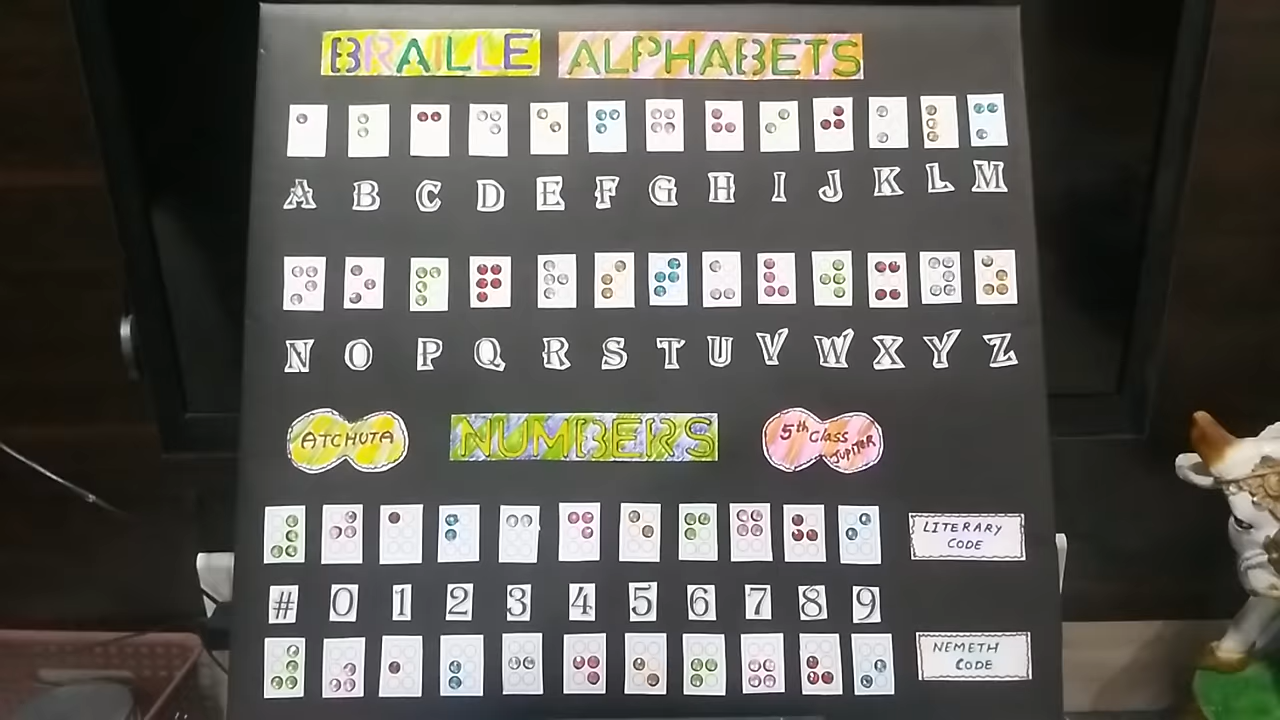 BRAILLE ALPHABETS
A B C D E F G H I J K L M
N O P Q R S T U V W X Y Z
ATCHUTA
NUMBERS
5th Class
JUPITER
LITERARY
CODE
# 0 1 2 3 4 5 6 7 8 9
NEMETH
CODE